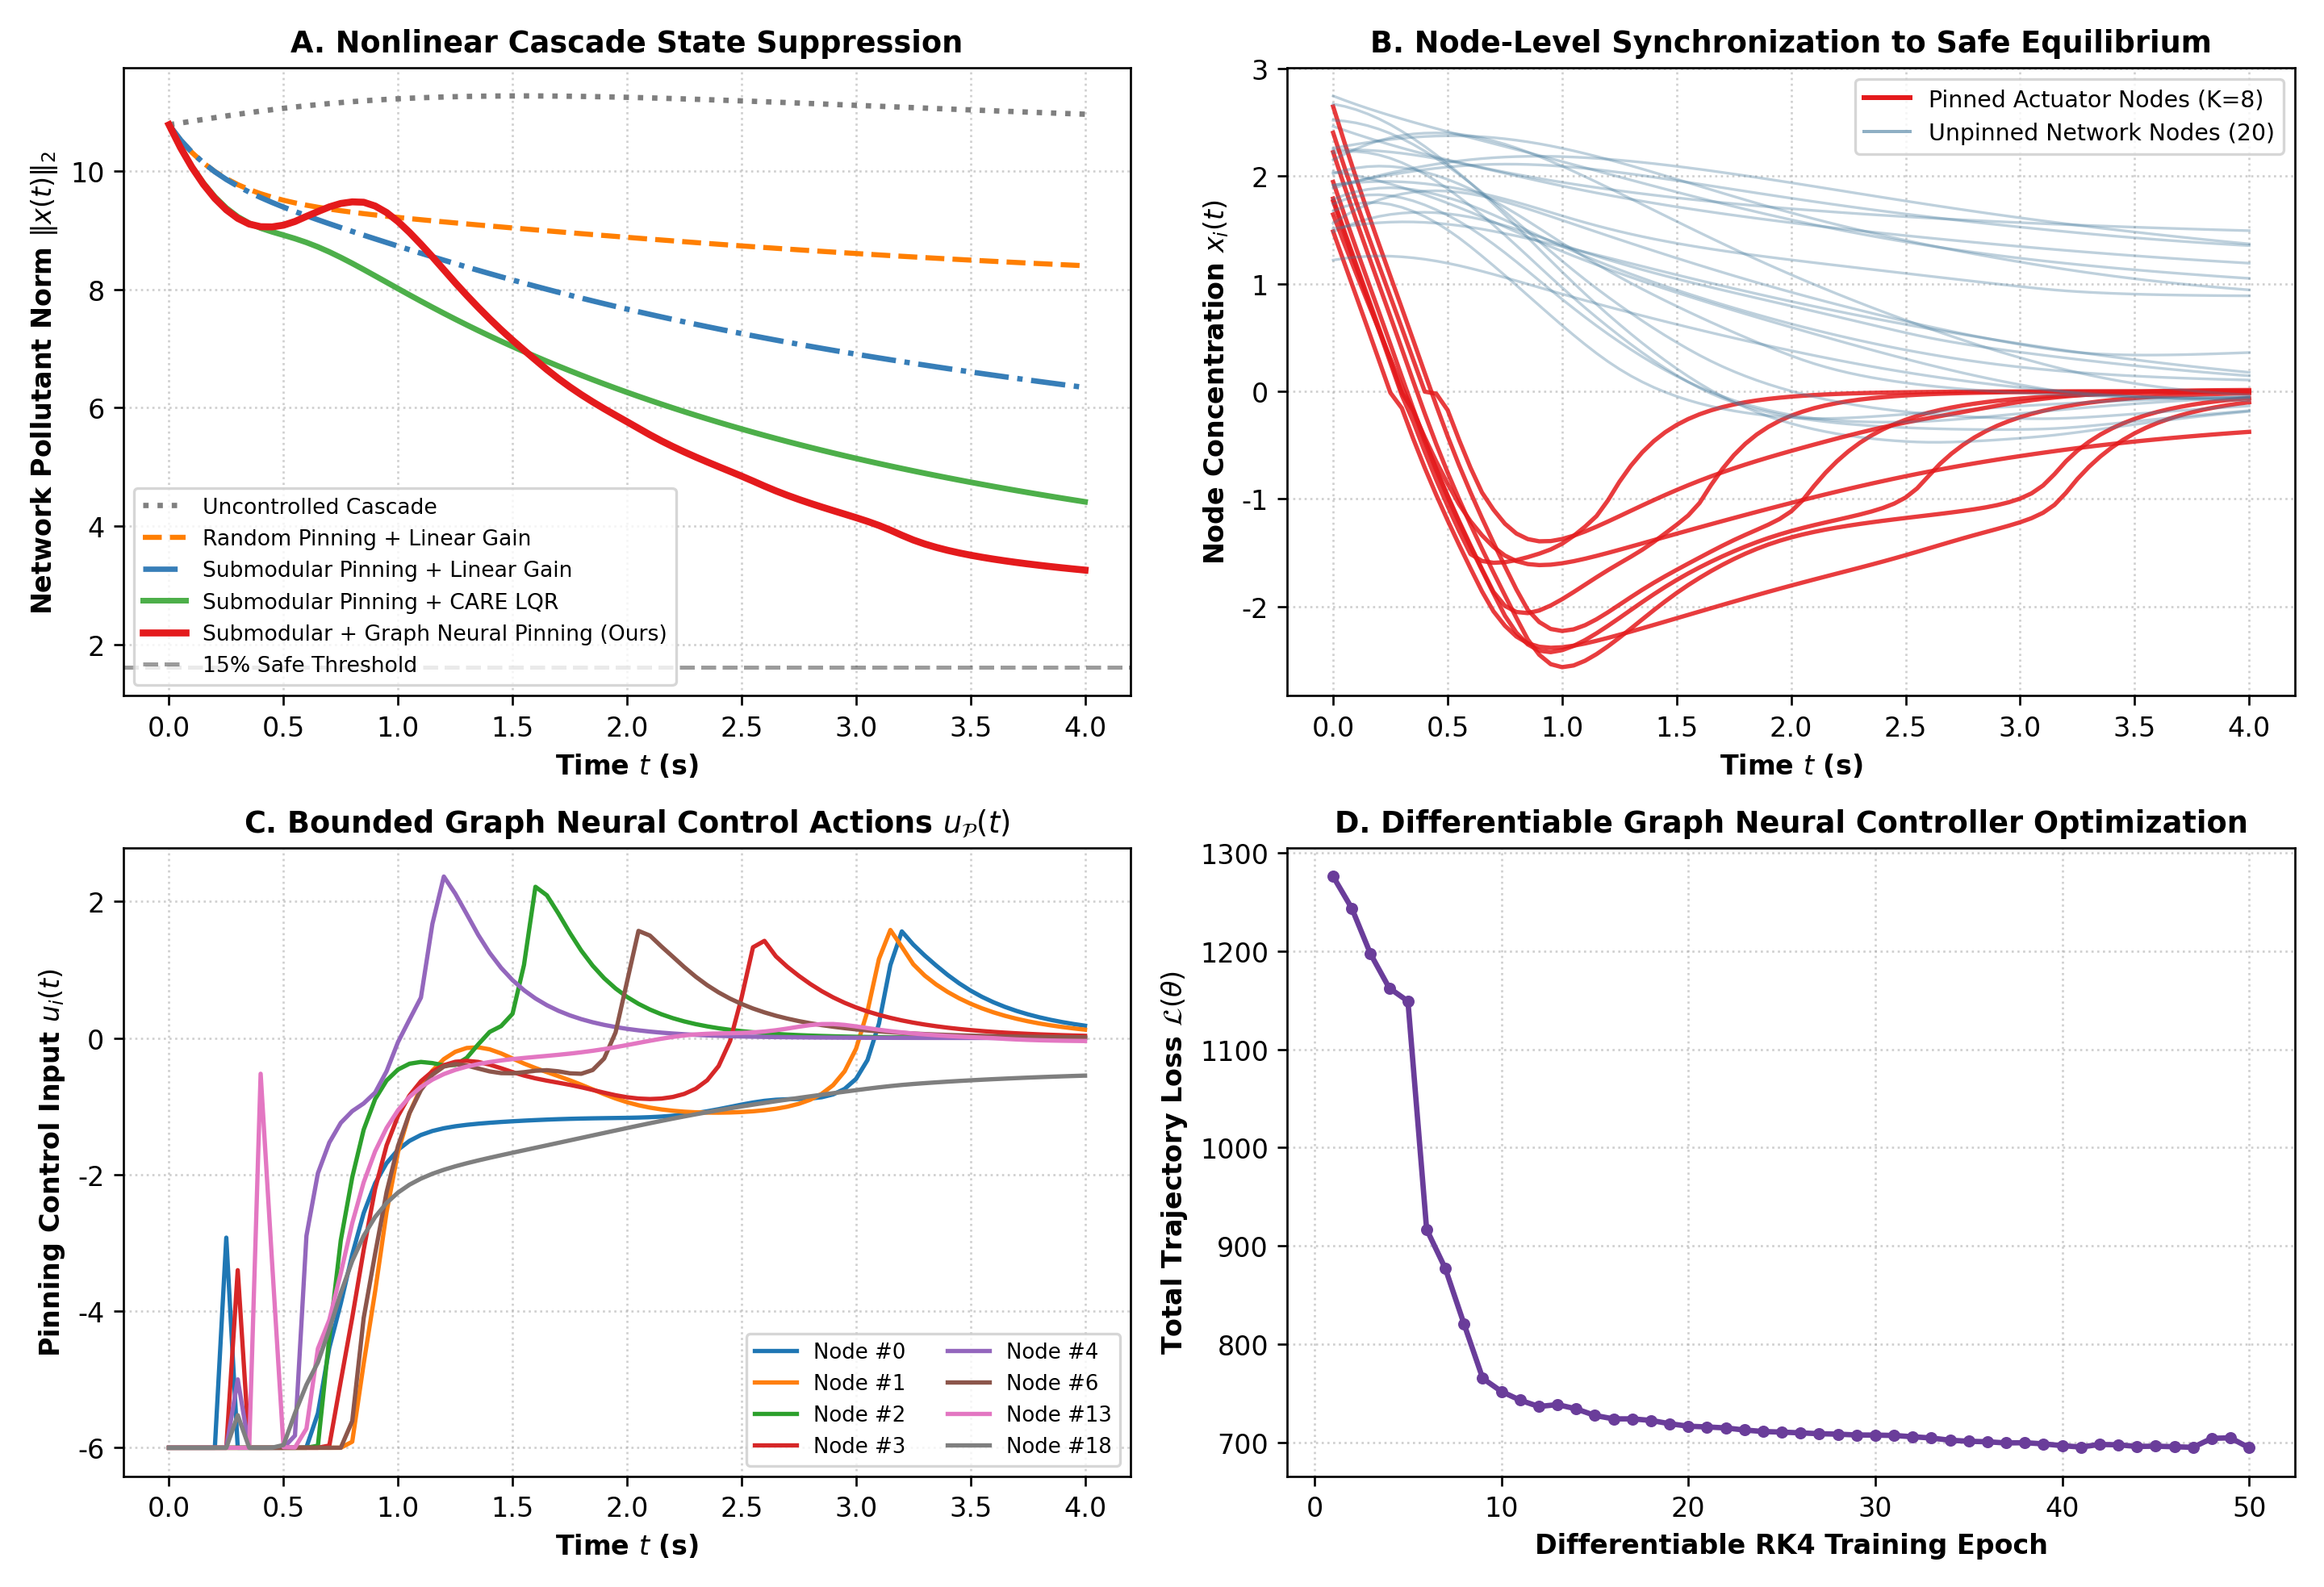 A. Nonlinear Cascade State Suppression
Network Pollutant Norm ‖x(t)‖₂
10
8
6
4
2
Uncontrolled Cascade
Random Pinning + Linear Gain
Submodular Pinning + Linear Gain
Submodular Pinning + CARE LQR
Submodular + Graph Neural Pinning (Ours)
15% Safe Threshold
0.0 0.5 1.0 1.5 2.0 2.5 3.0 3.5 4.0
Time t (s)
B. Node-Level Synchronization to Safe Equilibrium
Node Concentration xᵢ(t)
3
2
1
0
-1
-2
Pinned Actuator Nodes (K=8)
Unpinned Network Nodes (20)
0.0 0.5 1.0 1.5 2.0 2.5 3.0 3.5 4.0
Time t (s)
C. Bounded Graph Neural Control Actions u_𝒫(t)
Pinning Control Input uᵢ(t)
2
0
-2
-4
-6
Node #0
Node #1
Node #2
Node #3
Node #4
Node #6
Node #13
Node #18
0.0 0.5 1.0 1.5 2.0 2.5 3.0 3.5 4.0
Time t (s)
D. Differentiable Graph Neural Controller Optimization
Total Trajectory Loss ℒ(θ)
1300
1200
1100
1000
900
800
700
0 10 20 30 40 50
Differentiable RK4 Training Epoch